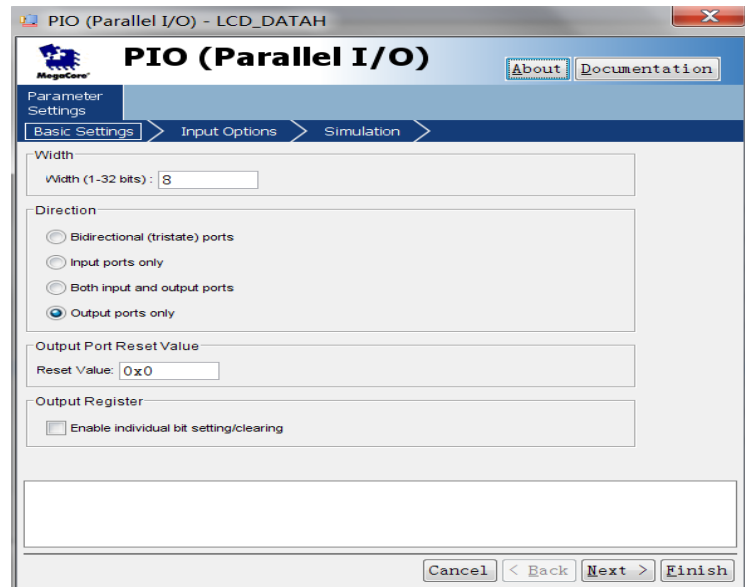 PIO (Parallel I/O) - LCD_DATAH
MegaCore'
PIO (Parallel I/O)
About Documentation
Parameter
Settings
Basic Settings Input Options Simulation
Width
Width (1-32 bits) : 8
Direction
Bidirectional (tristate) ports
Input ports only
Both input and output ports
Output ports only
Output Port Reset Value
Reset Value: 0x0
Output Register
Enable individual bit setting/clearing
Cancel < Back Next > Finish